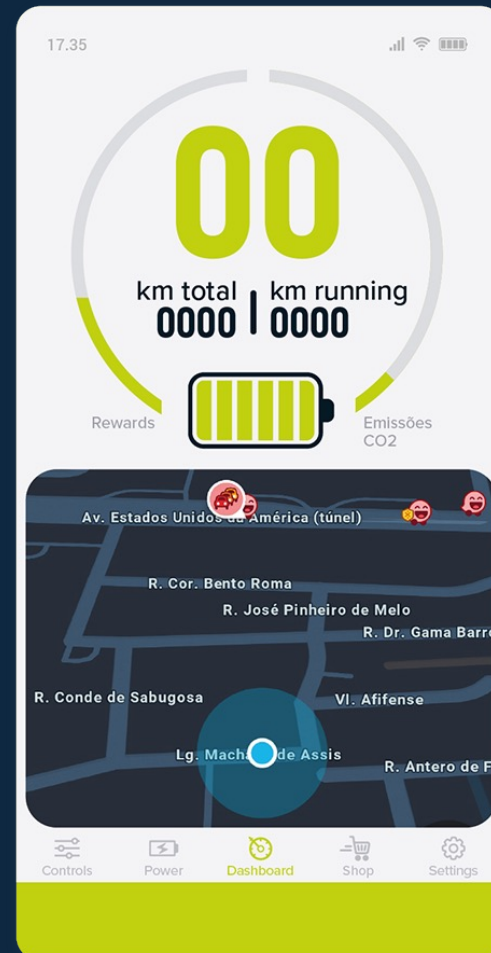 17.35
00
km total
km running
0000
0000
Rewards
Emissões
CO2
Av. Estados Unidos da América (túnel)
R. Cor. Bento Roma
R. José Pinheiro de Melo
R. Dr. Gama Barro
R. Conde de Sabugosa
Vl. Afifense
Lg. Machado de Assis
R. Antero de F
Controls
Power
Dashboard
Shop
Settings